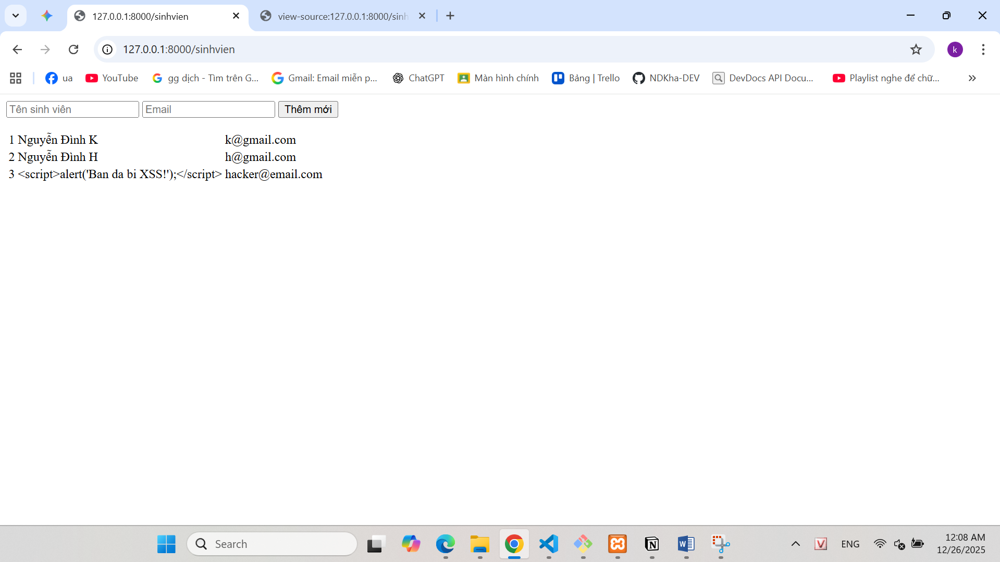 127.0.0.1:8000/sinhvien
view-source:127.0.0.1:8000/sinh
127.0.0.1:8000/sinhvien
k
ua
YouTube
gg dịch - Tìm trên G...
Gmail: Email miễn p...
ChatGPT
Màn hình chính
Bảng | Trello
NDKha-DEV
DevDocs API Docu...
Playlist nghe để chữ...
Tên sinh viên Email Thêm mới
1 Nguyễn Đình K k@gmail.com
2 Nguyễn Đình H h@gmail.com
3 <script>alert('Ban da bi XSS!');</script> hacker@email.com
Search
ENG
12:08 AM
12/26/2025